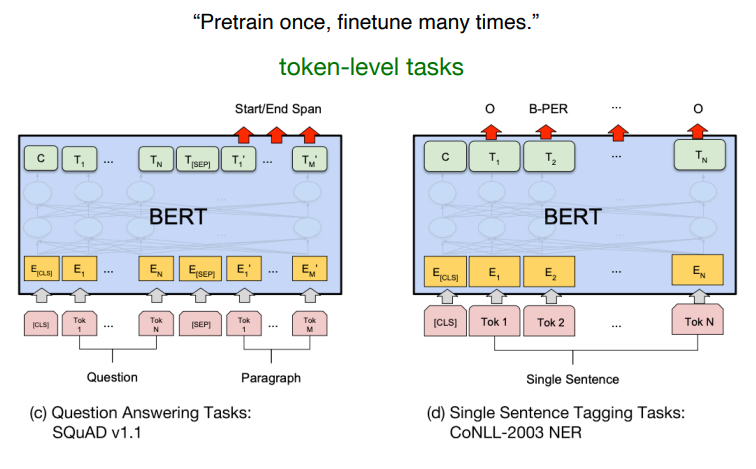 “Pretrain once, finetune many times.”
token-level tasks
Start/End Span
C T1 ... TN T[SEP] T1' ... TM'
BERT
E[CLS] E1 ... EN E[SEP] E1' ... EM'
[CLS] Tok 1 ... Tok N [SEP] Tok 1 ... Tok M
Question Paragraph
(c) Question Answering Tasks:
SQuAD v1.1
O B-PER ... O
C T1 T2 ... TN
BERT
E[CLS] E1 E2 ... EN
[CLS] Tok 1 Tok 2 ... Tok N
Single Sentence
(d) Single Sentence Tagging Tasks:
CoNLL-2003 NER